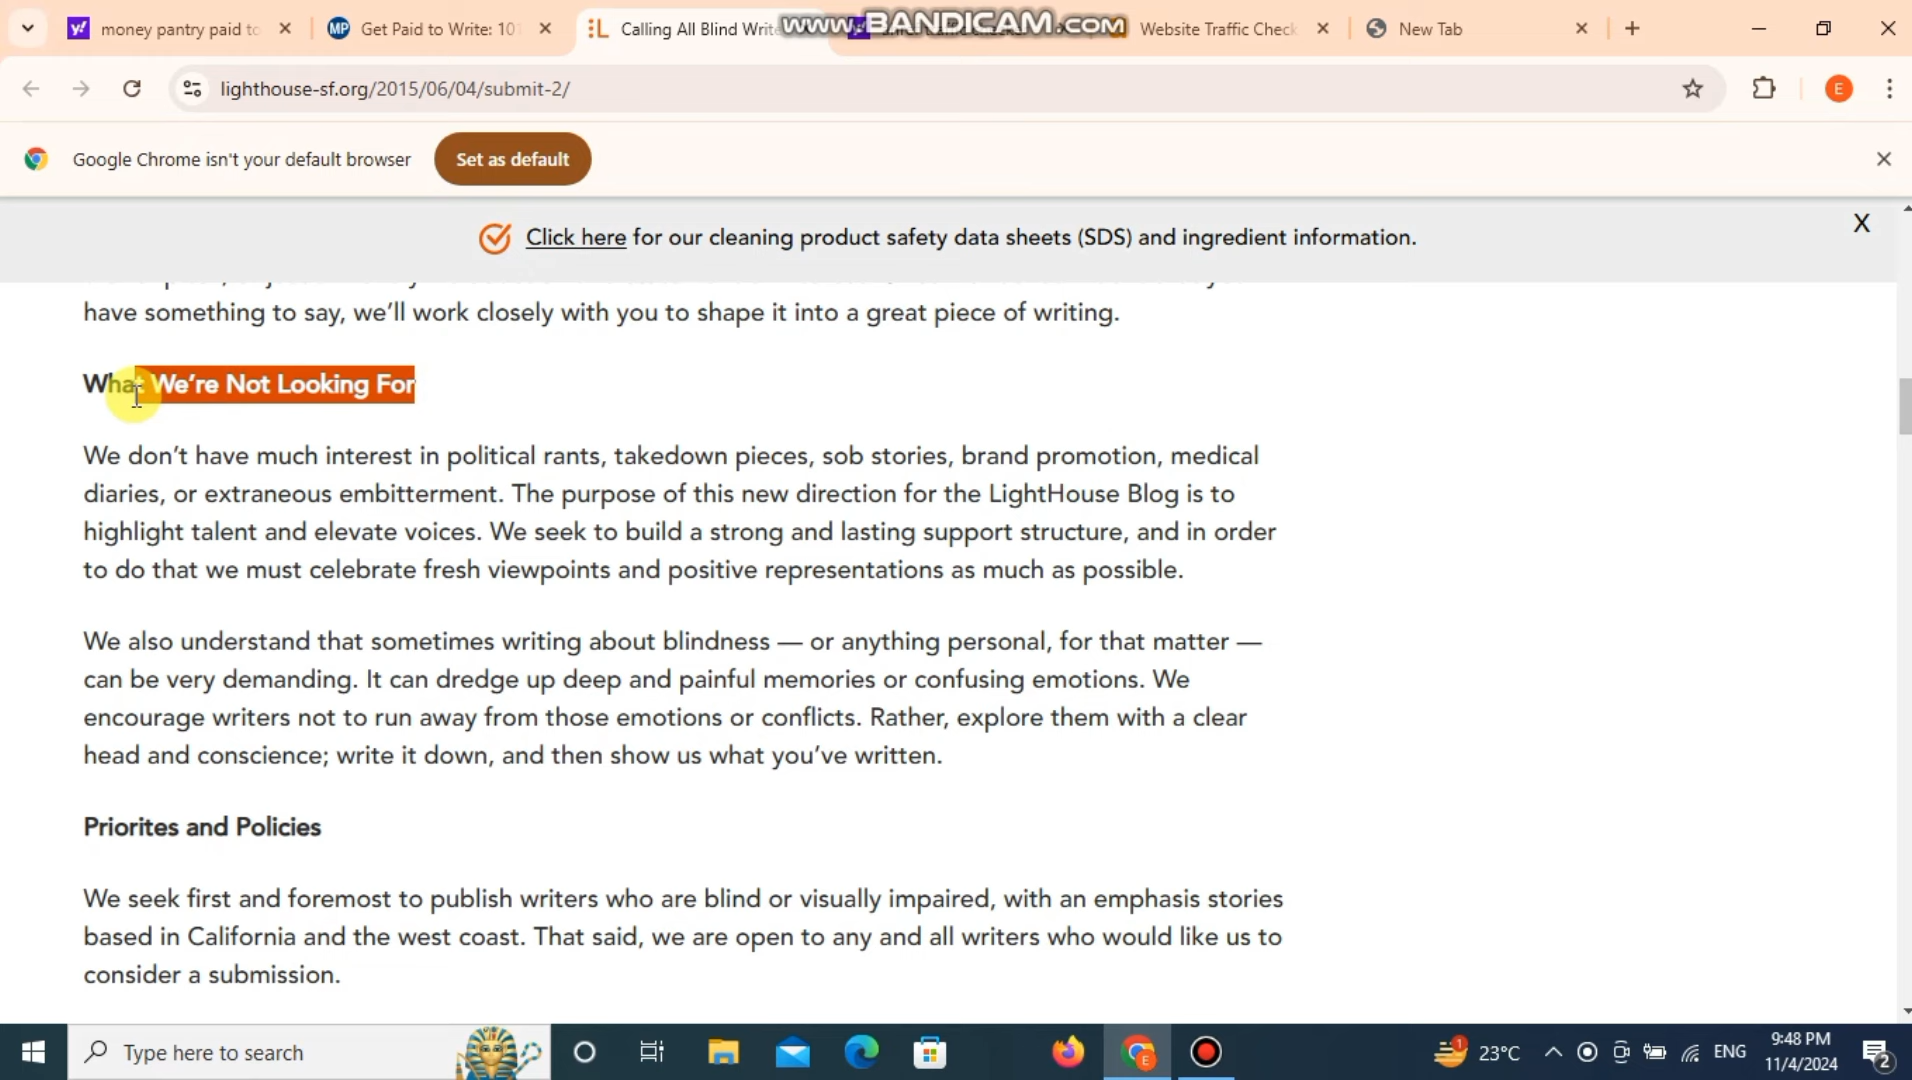 money pantry paid to
Get Paid to Write: 101
Calling All Blind Write
www.BANDICAM.com
Website Traffic Check
New Tab
lighthouse-sf.org/2015/06/04/submit-2/
E
Google Chrome isn't your default browser
Set as default
Click here for our cleaning product safety data sheets (SDS) and ingredient information.
X
have something to say, we'll work closely with you to shape it into a great piece of writing.
What We're Not Looking For
We don't have much interest in political rants, takedown pieces, sob stories, brand promotion, medical
diaries, or extraneous embitterment. The purpose of this new direction for the LightHouse Blog is to
highlight talent and elevate voices. We seek to build a strong and lasting support structure, and in order
to do that we must celebrate fresh viewpoints and positive representations as much as possible.
We also understand that sometimes writing about blindness — or anything personal, for that matter —
can be very demanding. It can dredge up deep and painful memories or confusing emotions. We
encourage writers not to run away from those emotions or conflicts. Rather, explore them with a clear
head and conscience; write it down, and then show us what you've written.
Priorites and Policies
We seek first and foremost to publish writers who are blind or visually impaired, with an emphasis stories
based in California and the west coast. That said, we are open to any and all writers who would like us to
consider a submission.
Type here to search
23°C
ENG
9:48 PM
11/4/2024
2